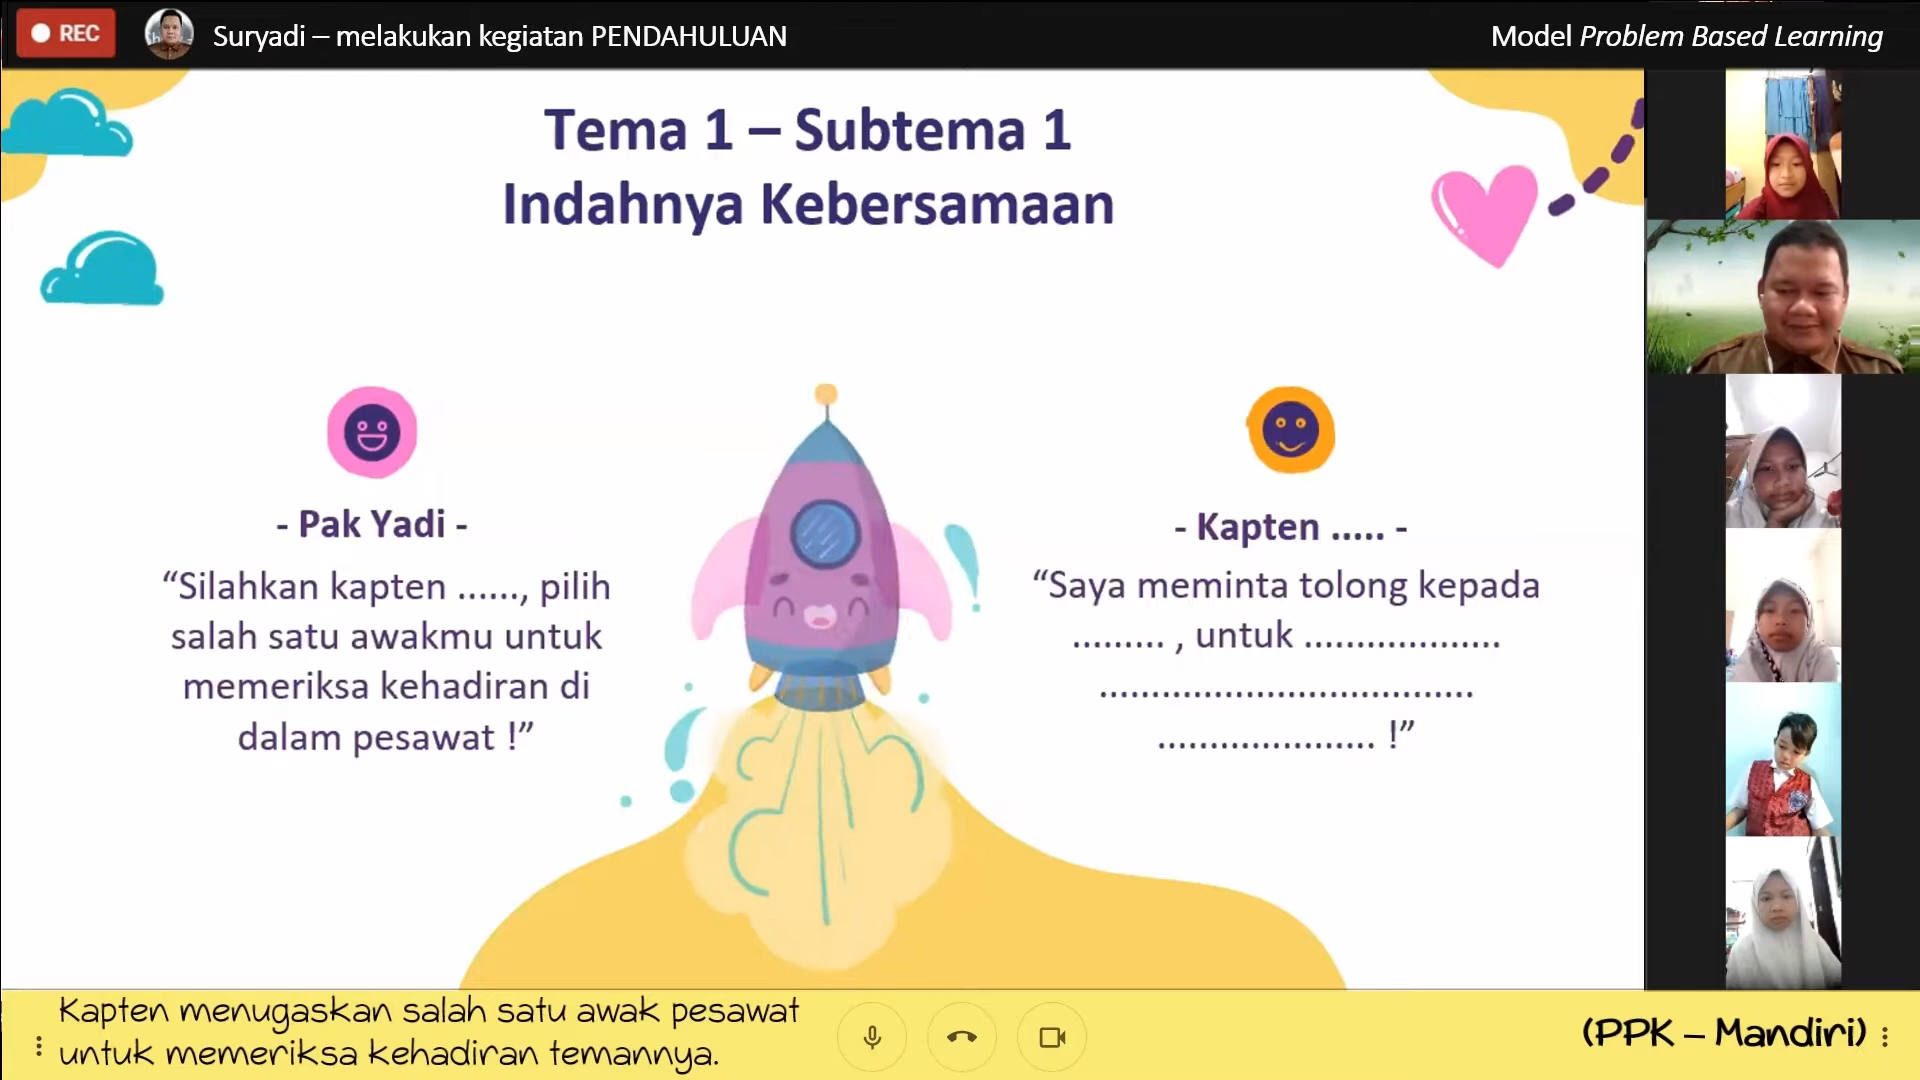 REC
Suryadi – melakukan kegiatan PENDAHULUAN
Model Problem Based Learning
Tema 1 – Subtema 1
Indahnya Kebersamaan
- Pak Yadi -
“Silahkan kapten ......, pilih
salah satu awakmu untuk
memeriksa kehadiran di
dalam pesawat !”
- Kapten ..... -
“Saya meminta tolong kepada
......... , untuk ...................
....................................
..................... !”
Kapten menugaskan salah satu awak pesawat
untuk memeriksa kehadiran temannya.
(PPK – Mandiri)